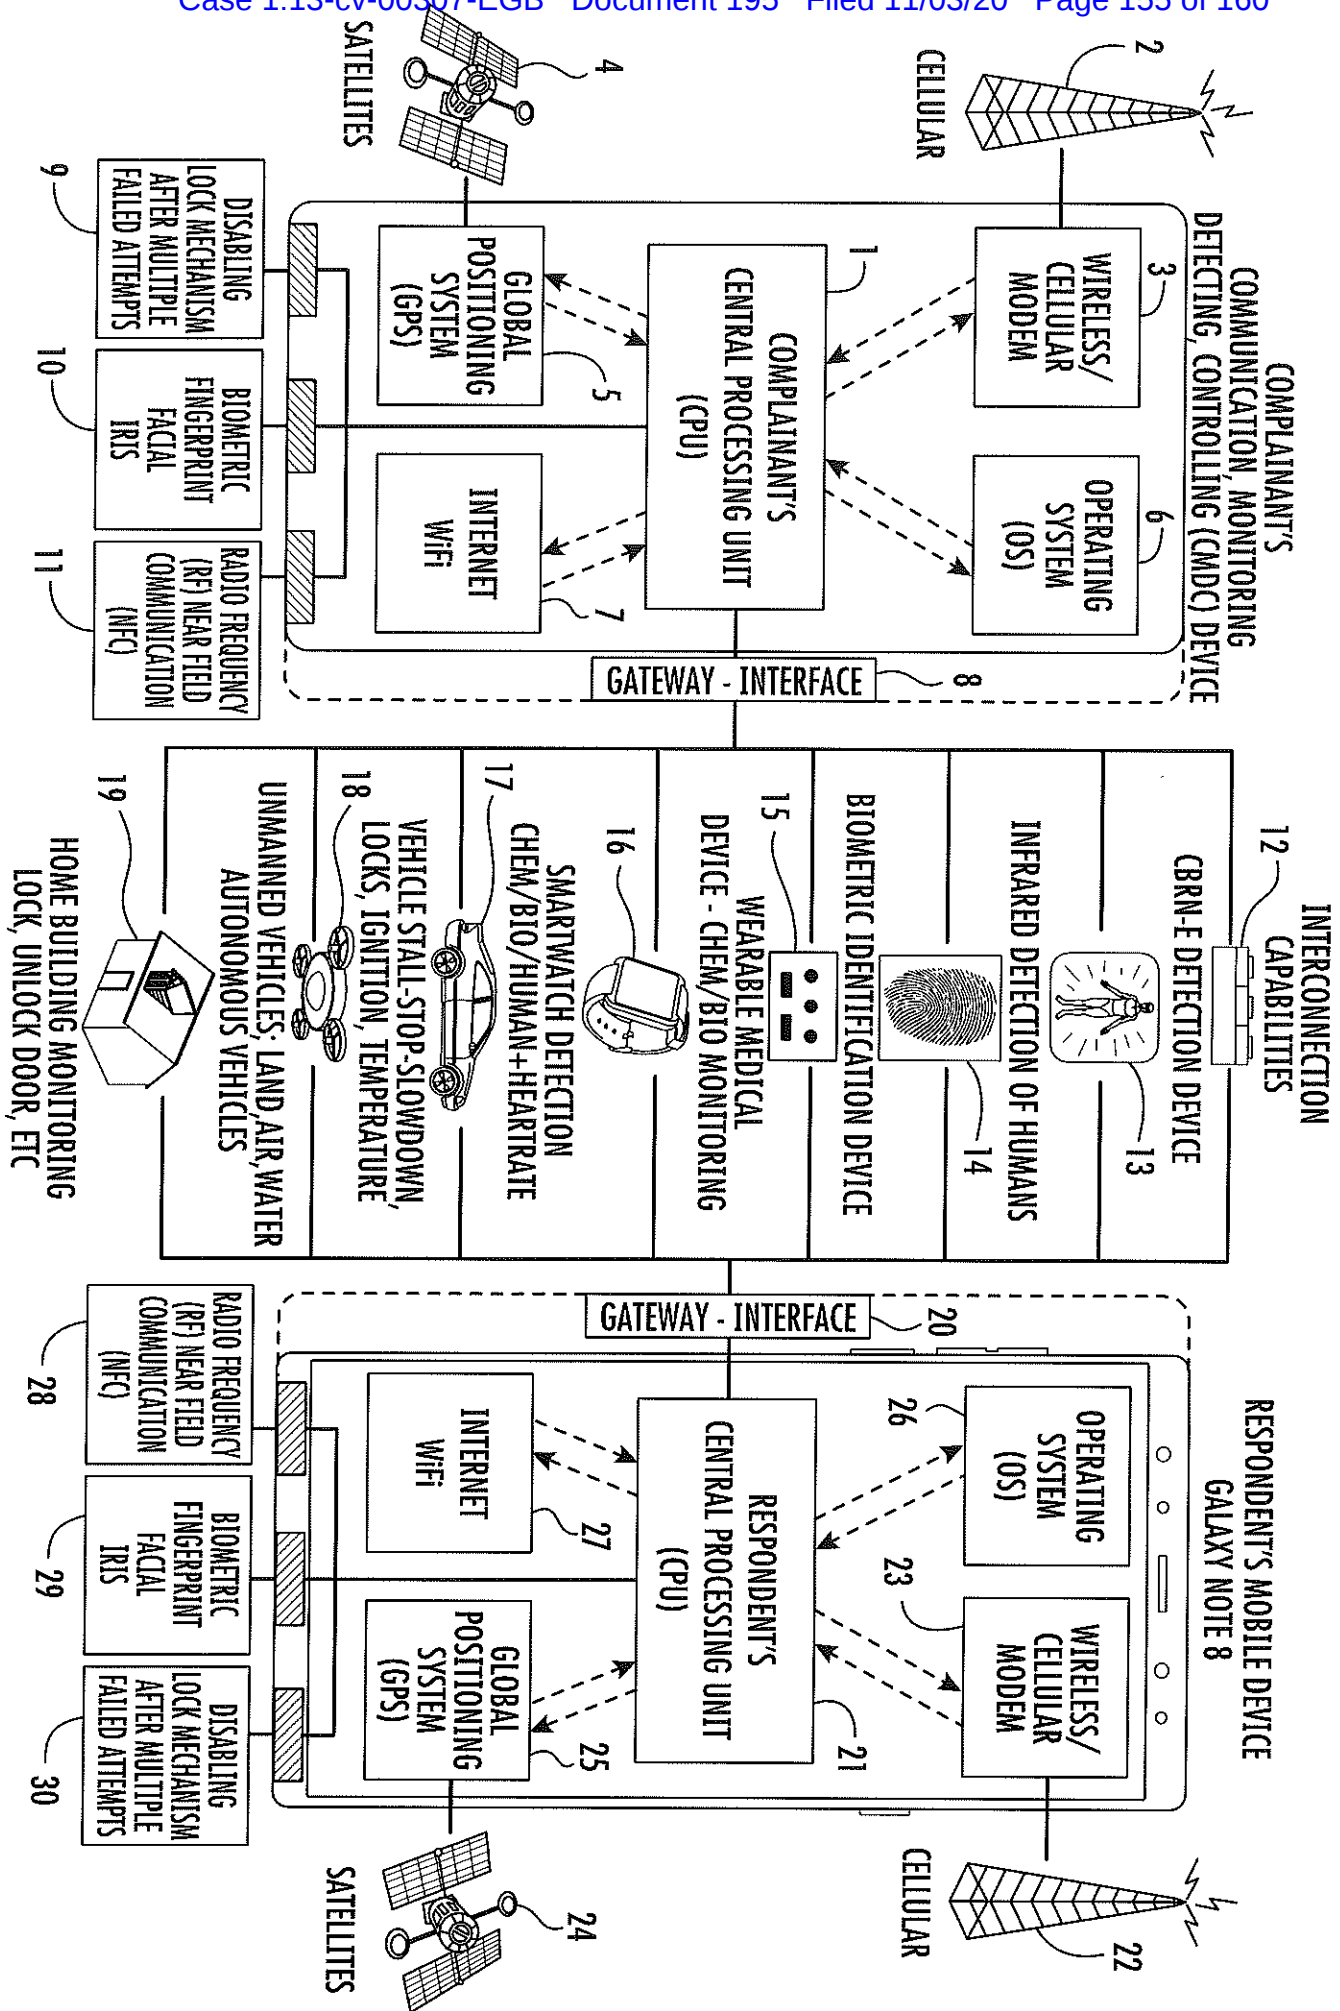 Case 1:13-cv-00307-EGB Document 195 Filed 11/03/20 Page 155 of 160
COMPLAINANT'S
COMMUNICATION, MONITORING
DETECTING, CONTROLLING (CMDC) DEVICE
2
CELLULAR
3
WIRELESS/
CELLULAR
MODEM
6
OPERATING
SYSTEM
(OS)
1
COMPLAINANT'S
CENTRAL PROCESSING UNIT
(CPU)
4
SATELLITES
GLOBAL
POSITIONING
SYSTEM
(GPS)
5
INTERNET
WiFi
7
GATEWAY - INTERFACE
8
DISABLING
LOCK MECHANISM
AFTER MULTIPLE
FAILED ATTEMPTS
9
BIOMETRIC
FINGERPRINT
FACIAL
IRIS
10
RADIO FREQUENCY
(RF) NEAR FIELD
COMMUNICATION
(NFC)
11
INTERCONNECTION
CAPABILITIES
12
CBRN-E DETECTION DEVICE
13
INFRARED DETECTION OF HUMANS
14
BIOMETRIC IDENTIFICATION DEVICE
15
WEARABLE MEDICAL
DEVICE - CHEM/BIO MONITORING
16
SMARTWATCH DETECTION
CHEM/BIO/HUMAN+HEARTRATE
17
VEHICLE STALL-STOP-SLOWDOWN,
LOCKS, IGNITION, TEMPERATURE
18
UNMANNED VEHICLES; LAND,AIR,WATER
AUTONOMOUS VEHICLES
19
HOME BUILDING MONITORING
LOCK, UNLOCK DOOR, ETC
RESPONDENT'S MOBILE DEVICE
GALAXY NOTE 8
GATEWAY - INTERFACE
20
OPERATING
SYSTEM
(OS)
26
WIRELESS/
CELLULAR
MODEM
23
CELLULAR
22
RESPONDENT'S
CENTRAL PROCESSING UNIT
(CPU)
21
INTERNET
WiFi
27
GLOBAL
POSITIONING
SYSTEM
(GPS)
25
SATELLITES
24
RADIO FREQUENCY
(RF) NEAR FIELD
COMMUNICATION
(NFC)
28
BIOMETRIC
FINGERPRINT
FACIAL
IRIS
29
DISABLING
LOCK MECHANISM
AFTER MULTIPLE
FAILED ATTEMPTS
30